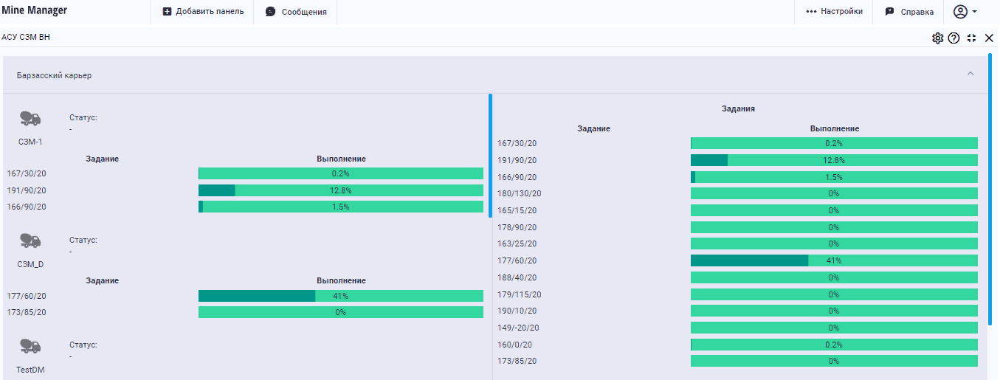 Mine Manager
Добавить панель
Сообщения
Настройки
Справка
АСУ СЗМ ВН
Барзасский карьер
Статус:
-
СЗМ-1
Задание Выполнение
167/30/20 0.2%
191/90/20 12.8%
166/90/20 1.5%
Статус:
-
СЗМ_D
Задание Выполнение
177/60/20 41%
173/85/20 0%
Статус:
-
TestDM
Задания
Задание Выполнение
167/30/20 0.2%
191/90/20 12.8%
166/90/20 1.5%
180/130/20 0%
165/15/20 0%
178/90/20 0%
163/25/20 0%
177/60/20 41%
188/40/20 0%
179/115/20 0%
190/10/20 0%
149/-20/20 0%
160/0/20 0.2%
173/85/20 0%